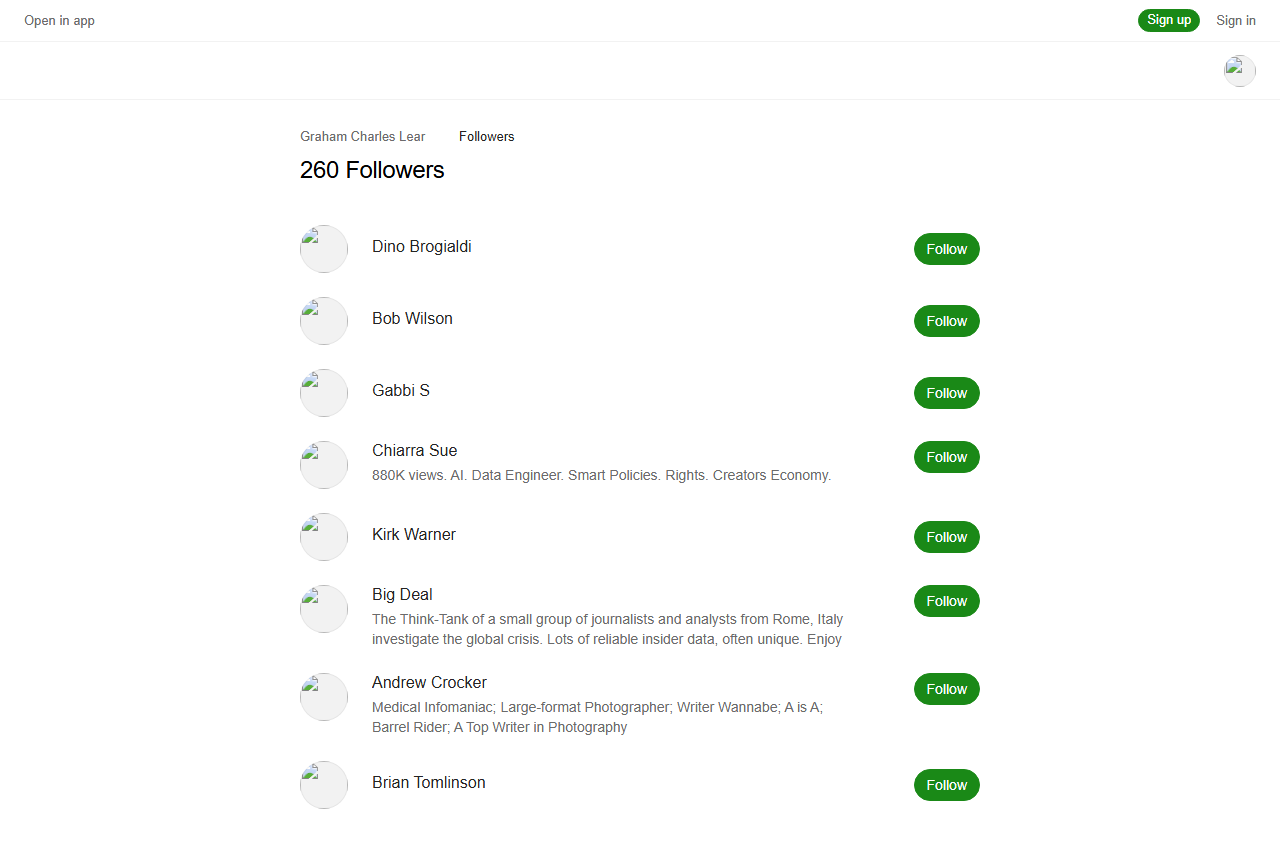 Open in app
Sign up
Sign in
Graham Charles Lear
Followers
260 Followers
Dino Brogialdi
Follow
Bob Wilson
Follow
Gabbi S
Follow
Chiarra Sue
880K views. AI. Data Engineer. Smart Policies. Rights. Creators Economy.
Follow
Kirk Warner
Follow
Big Deal
The Think-Tank of a small group of journalists and analysts from Rome, Italy
investigate the global crisis. Lots of reliable insider data, often unique. Enjoy
Follow
Andrew Crocker
Medical Infomaniac; Large-format Photographer; Writer Wannabe; A is A;
Barrel Rider; A Top Writer in Photography
Follow
Brian Tomlinson
Follow